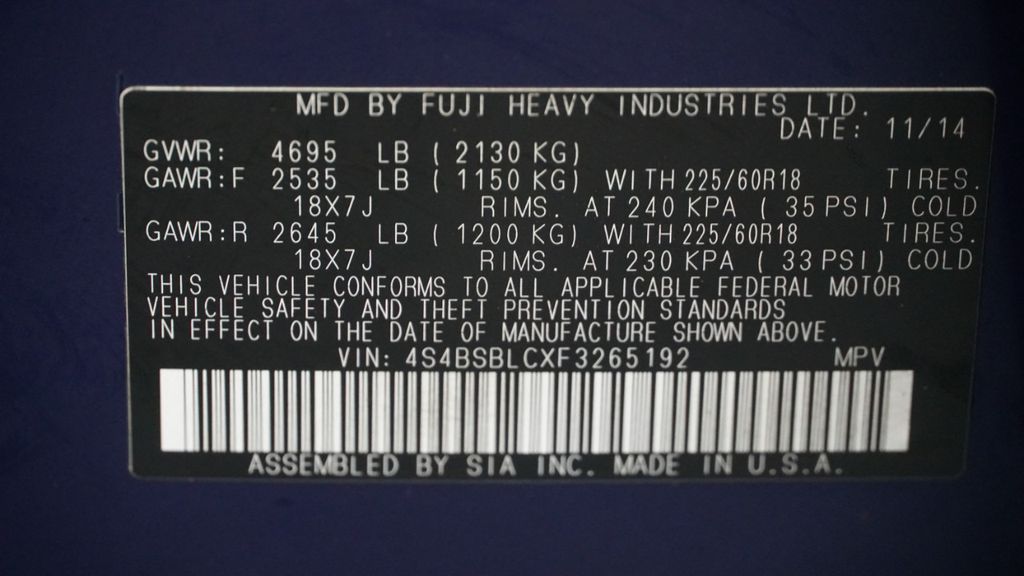 MFD BY FUJI HEAVY INDUSTRIES LTD.
DATE: 11/14
GVWR: 4695 LB ( 2130 KG)
GAWR:F 2535 LB ( 1150 KG) WITH 225/60R18 TIRES.
18X7J RIMS. AT 240 KPA ( 35 PSI) COLD
GAWR:R 2645 LB ( 1200 KG) WITH 225/60R18 TIRES.
18X7J RIMS. AT 230 KPA ( 33 PSI) COLD
THIS VEHICLE CONFORMS TO ALL APPLICABLE FEDERAL MOTOR
VEHICLE SAFETY AND THEFT PREVENTION STANDARDS
IN EFFECT ON THE DATE OF MANUFACTURE SHOWN ABOVE.
VIN: 4S4BSBLCXF3265192 MPV
ASSEMBLED BY SIA INC. MADE IN U.S.A.